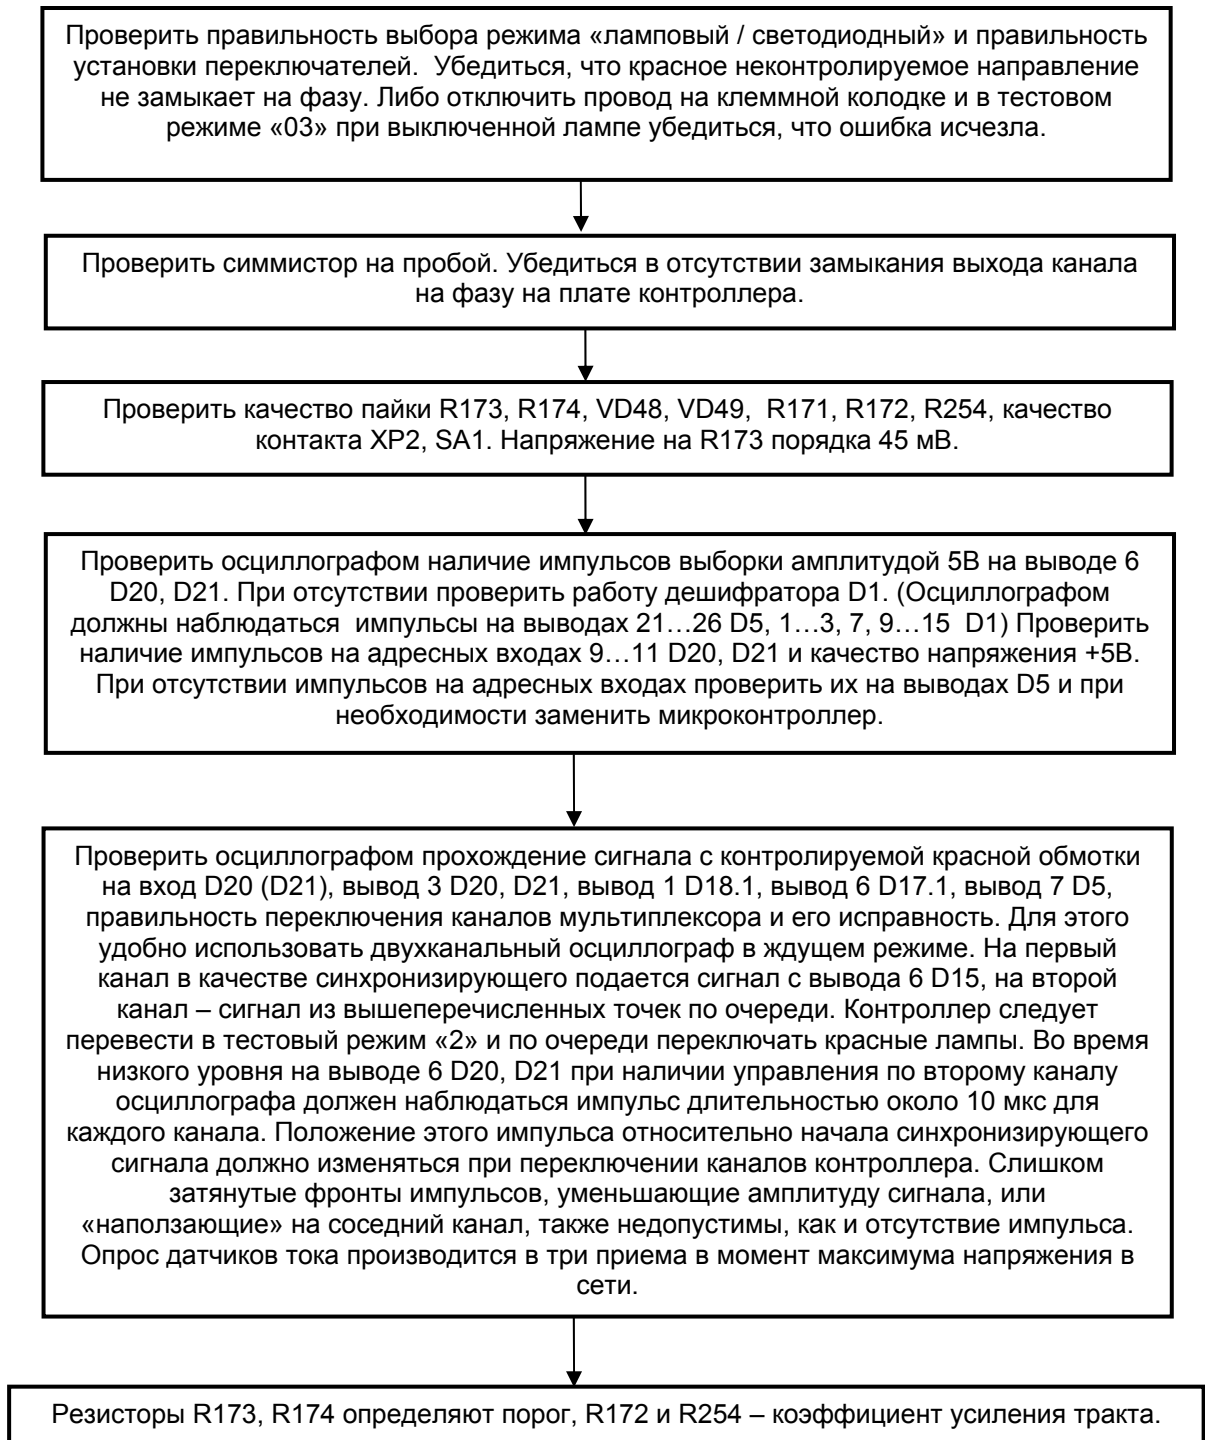 Проверить правильность выбора режима «ламповый / светодиодный» и правильность
установки переключателей.  Убедиться, что красное неконтролируемое направление
не замыкает на фазу. Либо отключить провод на клеммной колодке и в тестовом
режиме «03» при выключенной лампе убедиться, что ошибка исчезла.
Проверить симмистор на пробой. Убедиться в отсутствии замыкания выхода канала
на фазу на плате контроллера.
Проверить качество пайки R173, R174, VD48, VD49,  R171, R172, R254, качество
контакта XP2, SA1. Напряжение на R173 порядка 45 мВ.
Проверить осциллографом наличие импульсов выборки амплитудой 5В на выводе 6
D20, D21. При отсутствии проверить работу дешифратора D1. (Осциллографом
должны наблюдаться  импульсы на выводах 21…26 D5, 1…3, 7, 9…15  D1) Проверить
наличие импульсов на адресных входах 9…11 D20, D21 и качество напряжения +5В.
При отсутствии импульсов на адресных входах проверить их на выводах D5 и при
необходимости заменить микроконтроллер.
Проверить осциллографом прохождение сигнала с контролируемой красной обмотки
на вход D20 (D21), вывод 3 D20, D21, вывод 1 D18.1, вывод 6 D17.1, вывод 7 D5,
правильность переключения каналов мультиплексора и его исправность. Для этого
удобно использовать двухканальный осциллограф в ждущем режиме. На первый
канал в качестве синхронизирующего подается сигнал с вывода 6 D15, на второй
канал – сигнал из вышеперечисленных точек по очереди. Контроллер следует
перевести в тестовый режим «2» и по очереди переключать красные лампы. Во время
низкого уровня на выводе 6 D20, D21 при наличии управления по второму каналу
осциллографа должен наблюдаться импульс длительностью около 10 мкс для
каждого канала. Положение этого импульса относительно начала синхронизирующего
сигнала должно изменяться при переключении каналов контроллера. Слишком
затянутые фронты импульсов, уменьшающие амплитуду сигнала, или
«наползающие» на соседний канал, также недопустимы, как и отсутствие импульса.
Опрос датчиков тока производится в три приема в момент максимума напряжения в
сети.
Резисторы R173, R174 определяют порог, R172 и R254 – коэффициент усиления тракта.